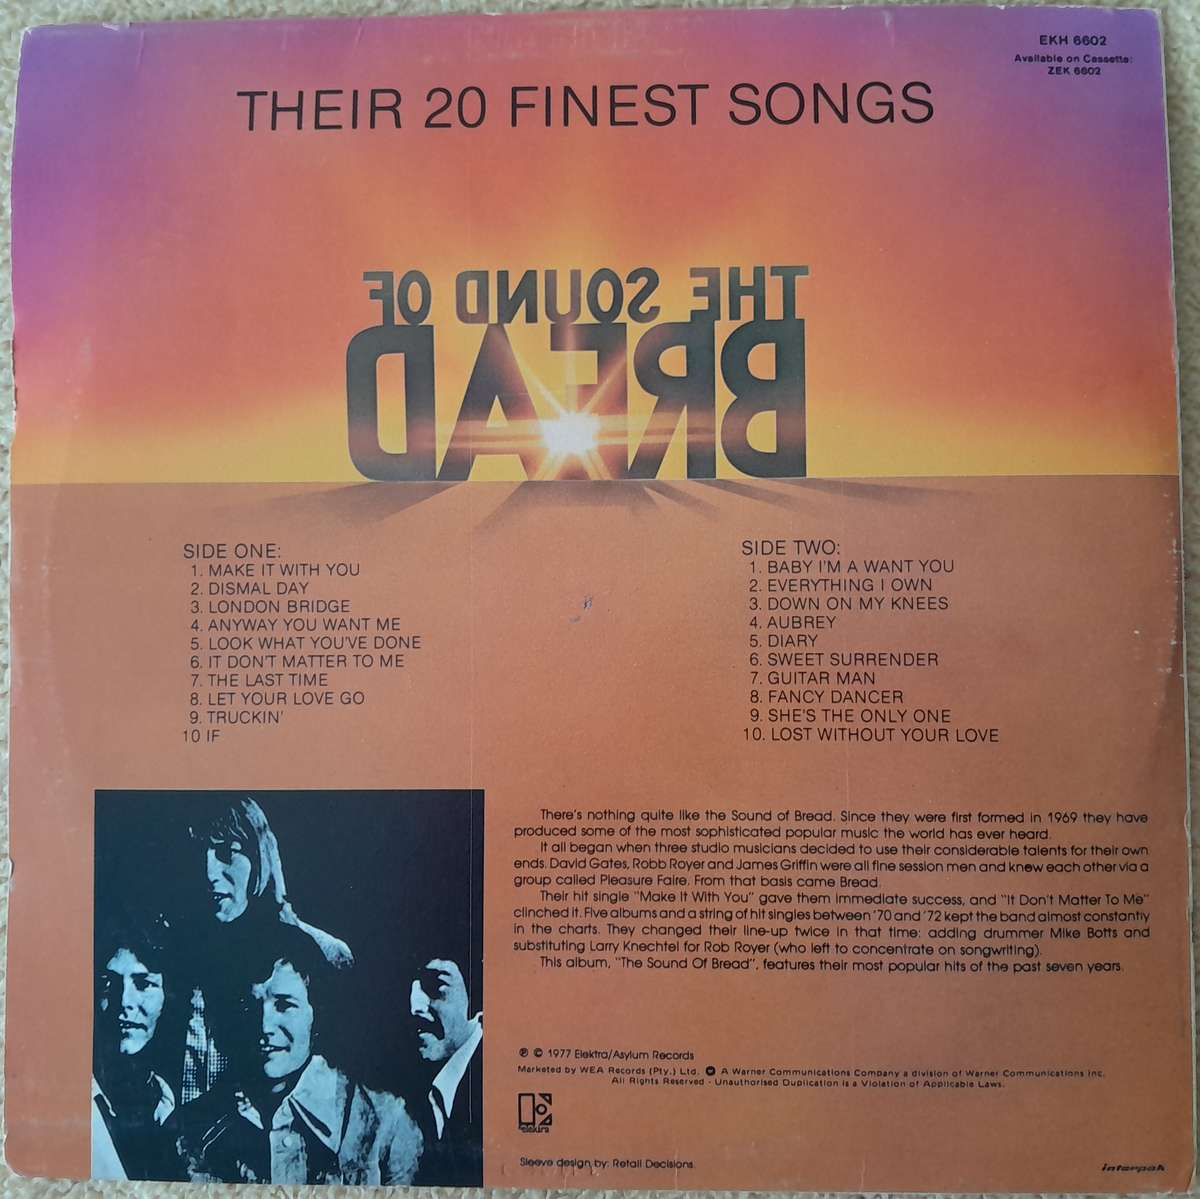 EKH 6602
Available on Cassette:
ZEK 6602
THEIR 20 FINEST SONGS
THE SOUND OF
BREAD
SIDE ONE:
1. MAKE IT WITH YOU
2. DISMAL DAY
3. LONDON BRIDGE
4. ANYWAY YOU WANT ME
5. LOOK WHAT YOU'VE DONE
6. IT DON'T MATTER TO ME
7. THE LAST TIME
8. LET YOUR LOVE GO
9. TRUCKIN'
10 IF
SIDE TWO:
1. BABY I'M A WANT YOU
2. EVERYTHING I OWN
3. DOWN ON MY KNEES
4. AUBREY
5. DIARY
6. SWEET SURRENDER
7. GUITAR MAN
8. FANCY DANCER
9. SHE'S THE ONLY ONE
10. LOST WITHOUT YOUR LOVE
There's nothing quite like the Sound of Bread. Since they were first formed in 1969 they have
produced some of the most sophisticated popular music the world has ever heard.
It all began when three studio musicians decided to use their considerable talents for their own
ends. David Gates, Robb Royer and James Griffin were all fine session men and knew each other via a
group called Pleasure Faire. From that basis came Bread.
Their hit single "Make It With You" gave them immediate success, and "It Don't Matter To Me"
clinched it. Five albums and a string of hit singles between '70 and '72 kept the band almost constantly
in the charts. They changed their line-up twice in that time: adding drummer Mike Botts and
substituting Larry Knechtel for Rob Royer (who left to concentrate on songwriting).
This album, "The Sound Of Bread", features their most popular hits of the past seven years.
℗ © 1977 Elektra/Asylum Records
Marketed by WEA Records (Pty.) Ltd. A Warner Communications Company a division of Warner Communications Inc.
All Rights Reserved - Unauthorised Duplication is a Violation of Applicable Laws.
elektra
Sleeve design by: Retail Decisions.
interpak